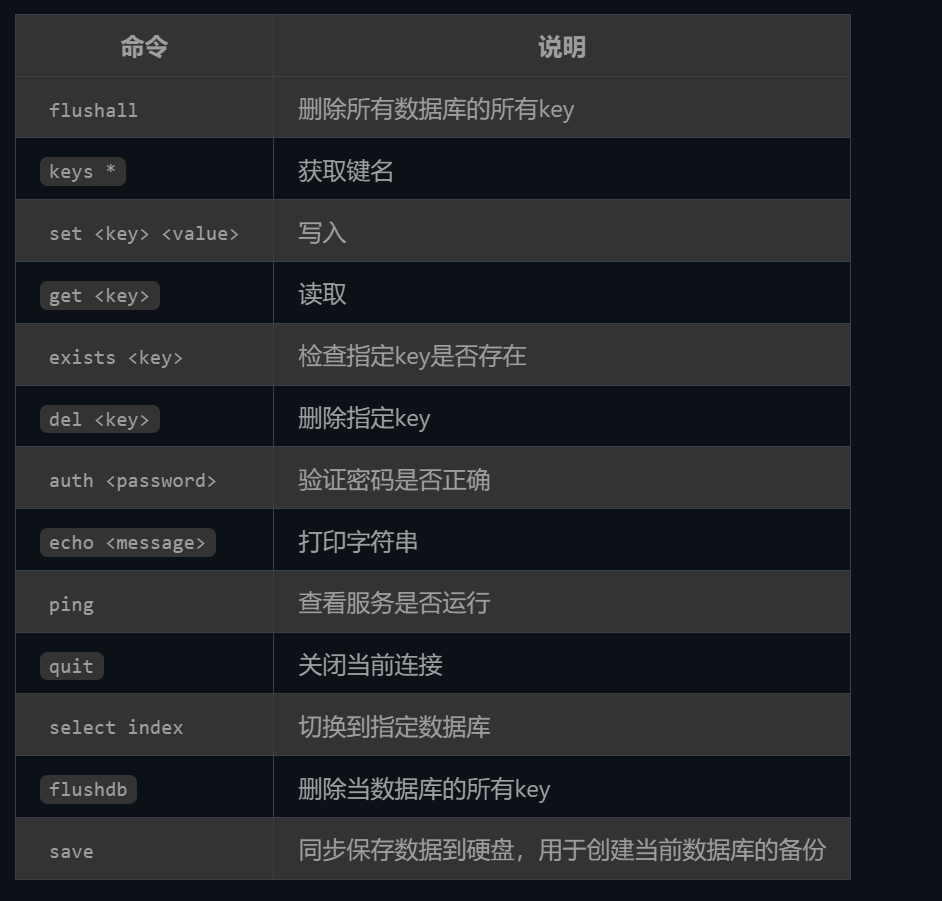 命令 说明
flushall 删除所有数据库的所有key
keys * 获取键名
set <key> <value> 写入
get <key> 读取
exists <key> 检查指定key是否存在
del <key> 删除指定key
auth <password> 验证密码是否正确
echo <message> 打印字符串
ping 查看服务是否运行
quit 关闭当前连接
select index 切换到指定数据库
flushdb 删除当数据库的所有key
save 同步保存数据到硬盘，用于创建当前数据库的备份